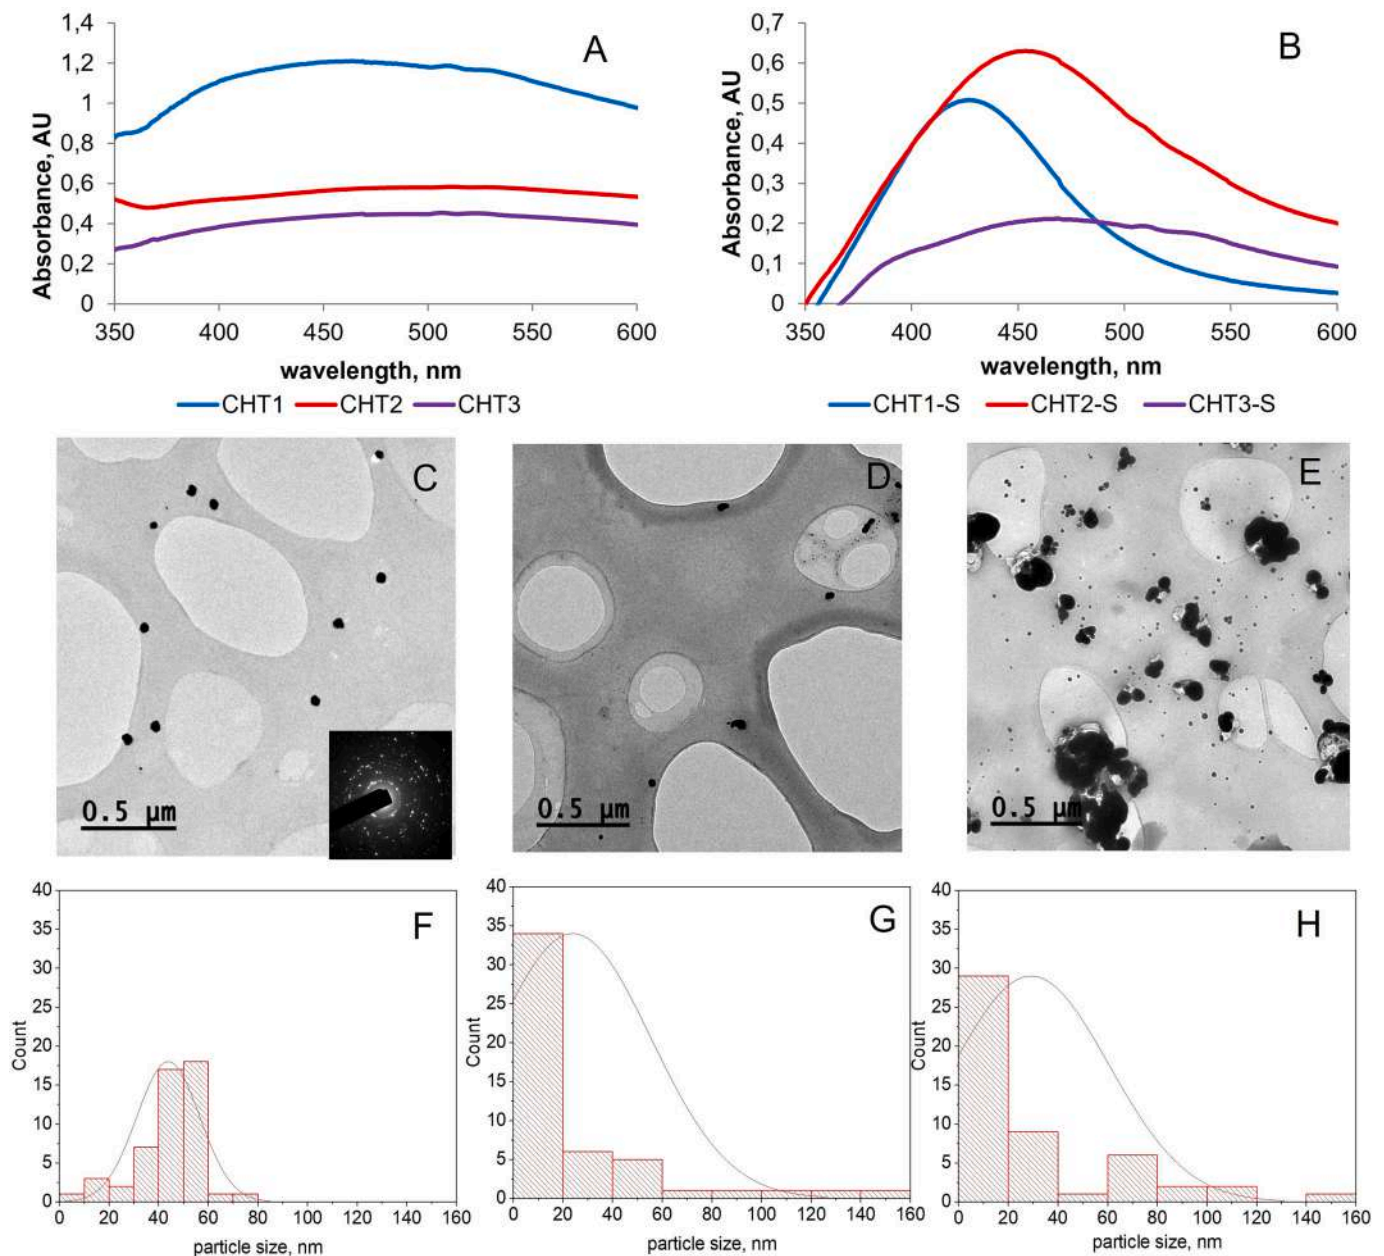 A
Absorbance, AU
1,4
1,2
1
0,8
0,6
0,4
0,2
0
350 400 450 500 550 600
wavelength, nm
CHT1 CHT2 CHT3
B
Absorbance, AU
0,7
0,6
0,5
0,4
0,3
0,2
0,1
0
350 400 450 500 550 600
wavelength, nm
CHT1-S CHT2-S CHT3-S
C
0.5 µm
D
0.5 µm
E
0.5 µm
F
Count
40
35
30
25
20
15
10
5
0
0 20 40 60 80 100 120 140 160
particle size, nm
G
Count
40
35
30
25
20
15
10
5
0
0 20 40 60 80 100 120 140 160
particle size, nm
H
Count
40
35
30
25
20
15
10
5
0
0 20 40 60 80 100 120 140 160
particle size, nm